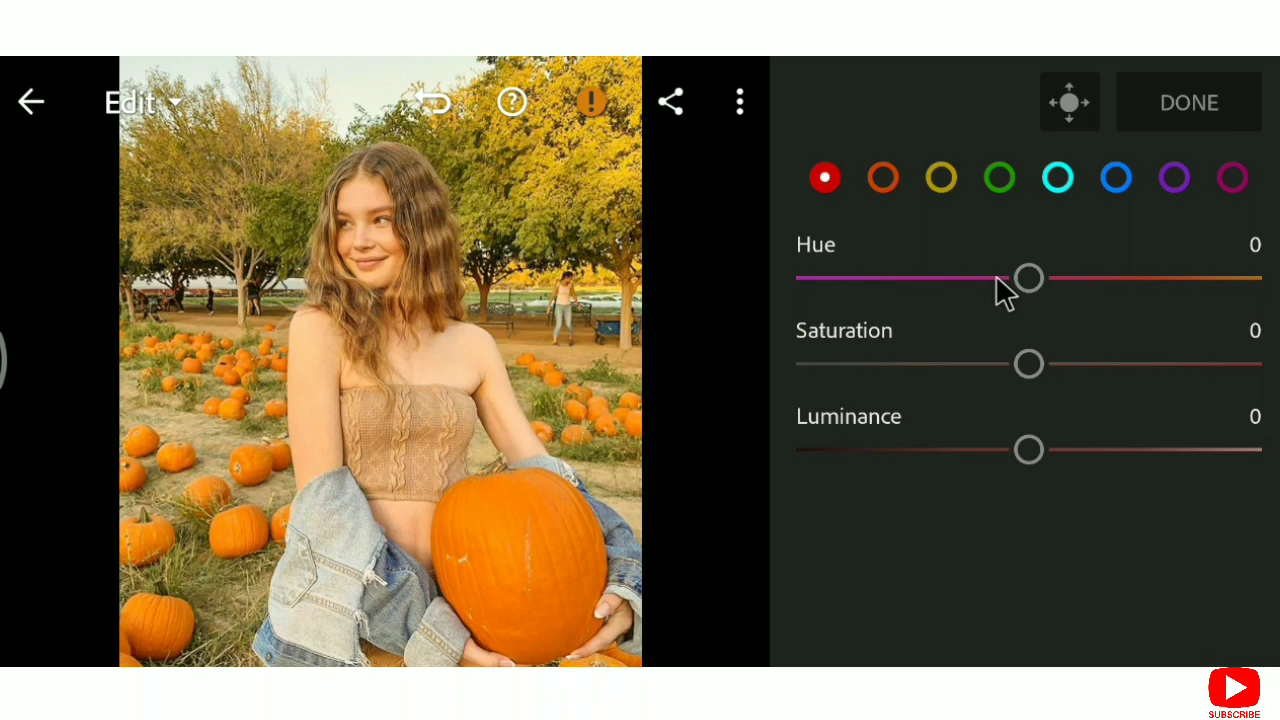 Edit
DONE
Hue 0
Saturation 0
Luminance 0
SUBSCRIBE